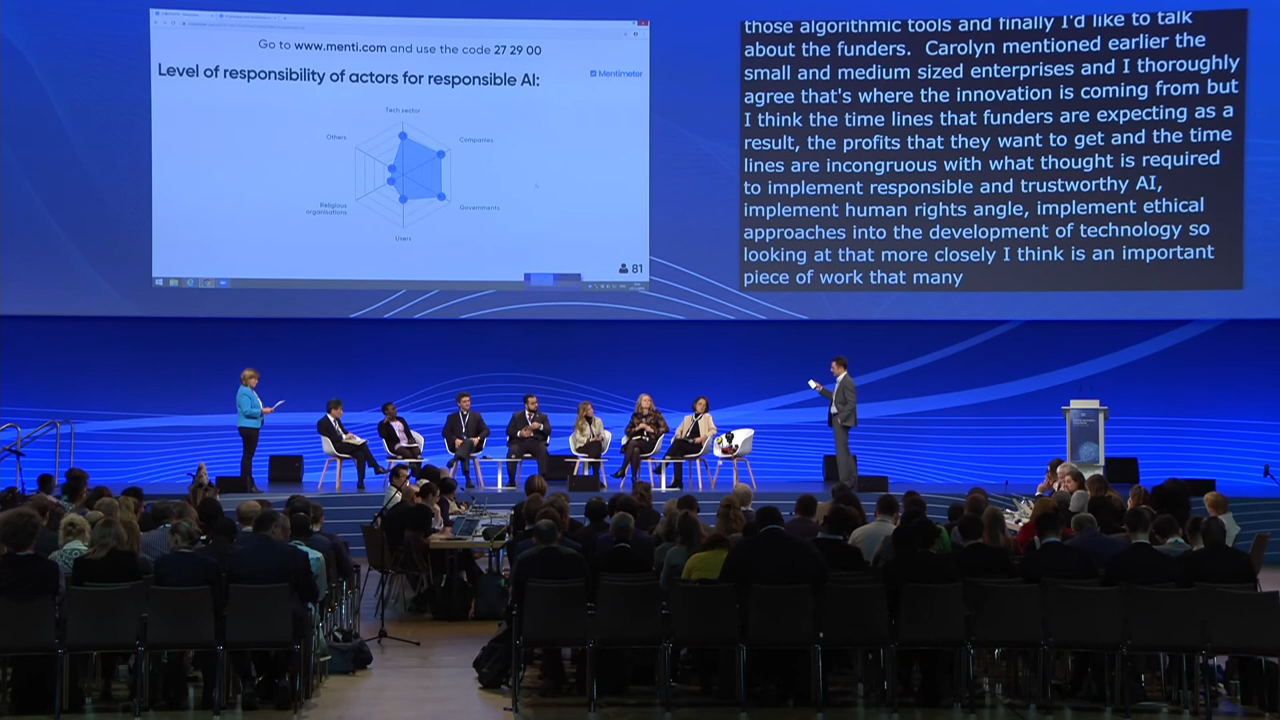 Go to www.menti.com and use the code 27 29 00
Level of responsibility of actors for responsible AI:
Mentimeter
Tech sector
Others
Companies
Religious
organisations
Governments
Users
81
those algorithmic tools and finally I'd like to talk
about the funders.  Carolyn mentioned earlier the
small and medium sized enterprises and I thoroughly
agree that's where the innovation is coming from but
I think the time lines that funders are expecting as a
result, the profits that they want to get and the time
lines are incongruous with what thought is required
to implement responsible and trustworthy AI,
implement human rights angle, implement ethical
approaches into the development of technology so
looking at that more closely I think is an important
piece of work that many